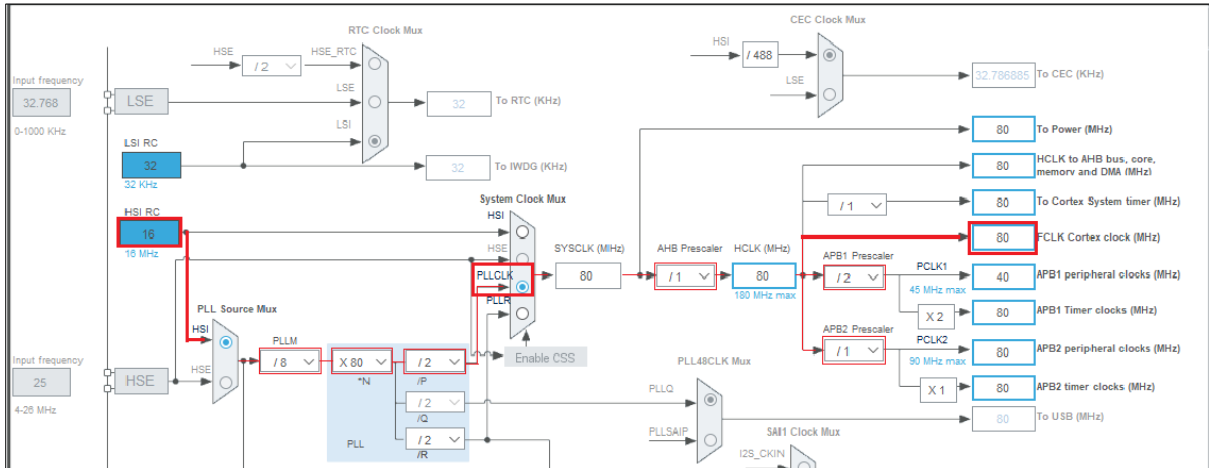 RTC Clock Mux
CEC Clock Mux
HSE
/ 2
HSE_RTC
HSI
/ 488
Input frequency
32.768
0-1000 KHz
LSE
LSE
32
To RTC (KHz)
LSE
32.786885
To CEC (KHz)
LSI
LSI RC
32
32 KHz
32
To IWDG (KHz)
80
To Power (MHz)
80
HCLK to AHB bus, core,
memory and DMA (MHz)
HSI RC
16
16 MHz
System Clock Mux
HSI
HSE
PLLCLK
PLLR
/ 1
80
To Cortex System timer (MHz)
SYSCLK (MHz)
80
AHB Prescaler
/ 1
HCLK (MHz)
80
180 MHz max
80
FCLK Cortex clock (MHz)
APB1 Prescaler
/ 2
PCLK1
45 MHz max
40
APB1 peripheral clocks (MHz)
X 2
80
APB1 Timer clocks (MHz)
PLL Source Mux
HSI
HSE
PLLM
/ 8
X 80
*N
/ 2
/P
/ 2
/Q
/ 2
/R
PLL
Enable CSS
APB2 Prescaler
/ 1
PCLK2
90 MHz max
80
APB2 peripheral clocks (MHz)
X 1
80
APB2 timer clocks (MHz)
Input frequency
25
4-26 MHz
HSE
PLL48CLK Mux
PLLQ
PLLSAIP
80
To USB (MHz)
SAI1 Clock Mux
I2S_CKIN